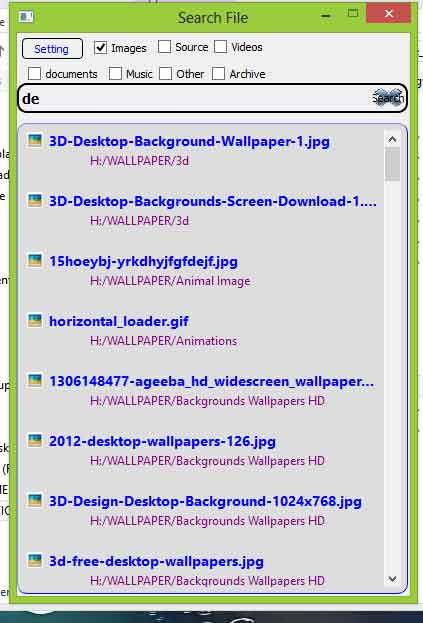 Search File
Setting Images Source Videos
documents Music Other Archive
de Search
3D-Desktop-Background-Wallpaper-1.jpg
H:/WALLPAPER/3d
3D-Desktop-Backgrounds-Screen-Download-1....
H:/WALLPAPER/3d
15hoeybj-yrkdhyjfgfdejf.jpg
H:/WALLPAPER/Animal Image
horizontal_loader.gif
H:/WALLPAPER/Animations
1306148477-ageeba_hd_widescreen_wallpaper...
H:/WALLPAPER/Backgrounds Wallpapers HD
2012-desktop-wallpapers-126.jpg
H:/WALLPAPER/Backgrounds Wallpapers HD
3D-Design-Desktop-Background-1024x768.jpg
H:/WALLPAPER/Backgrounds Wallpapers HD
3d-free-desktop-wallpapers.jpg
H:/WALLPAPER/Backgrounds Wallpapers HD